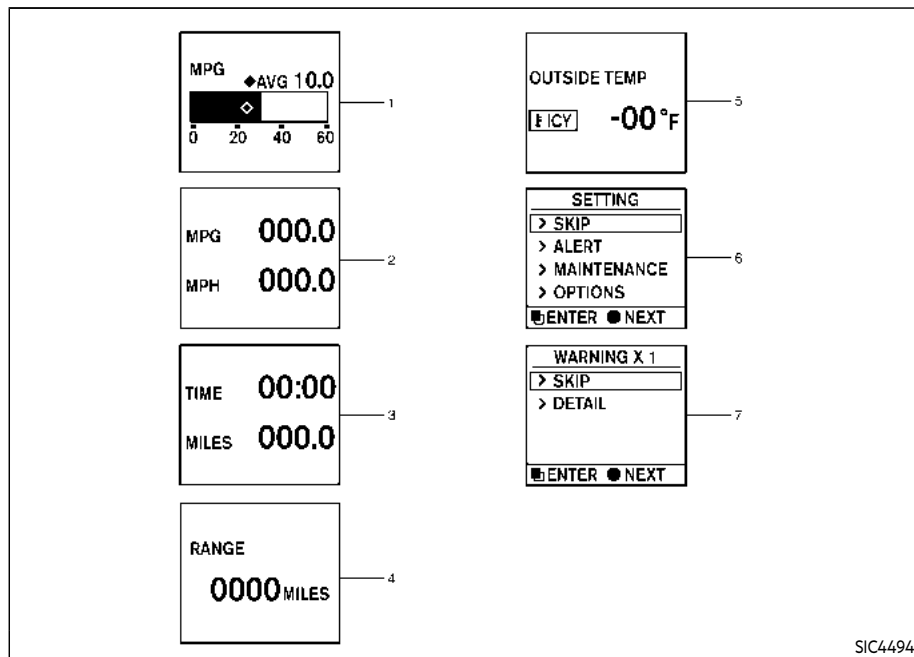 MPG
◆AVG 10.0
0 20 40 60
1
MPG 000.0
MPH 000.0
2
TIME 00:00
MILES 000.0
3
RANGE
0000 MILES
4
OUTSIDE TEMP
ICY -00°F
5
SETTING
> SKIP
> ALERT
> MAINTENANCE
> OPTIONS
ENTER ● NEXT
6
WARNING X 1
> SKIP
> DETAIL
ENTER ● NEXT
7
SIC4494